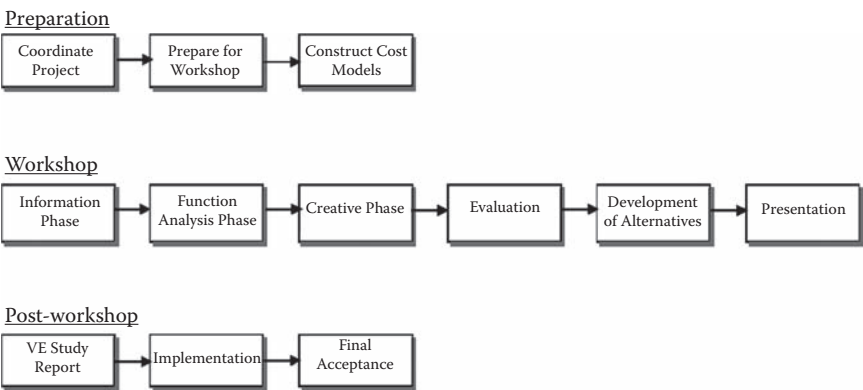 Preparation
Coordinate
Project
Prepare for
Workshop
Construct Cost
Models
Workshop
Information
Phase
Function
Analysis Phase
Creative Phase
Evaluation
Development
of Alternatives
Presentation
Post-workshop
VE Study
Report
Implementation
Final
Acceptance